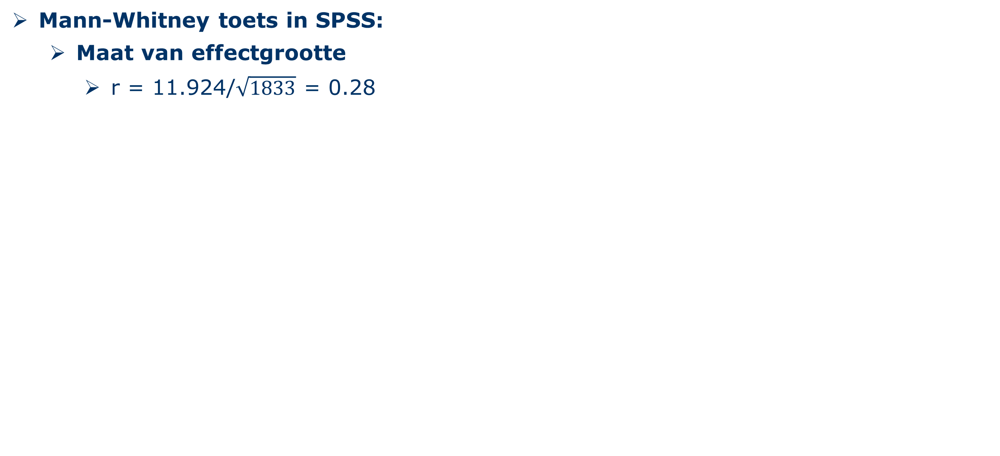 ➢ Mann-Whitney toets in SPSS:
➢ Maat van effectgrootte
➢ r = 11.924/√1833 = 0.28